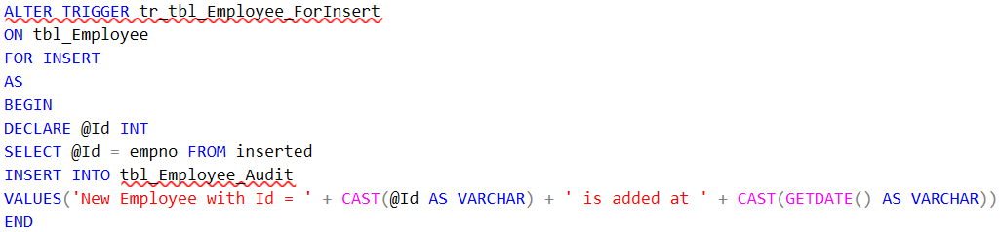 ALTER TRIGGER tr_tbl_Employee_ForInsert
ON tbl_Employee
FOR INSERT
AS
BEGIN
DECLARE @Id INT
SELECT @Id = empno FROM inserted
INSERT INTO tbl_Employee_Audit
VALUES('New Employee with Id = ' + CAST(@Id AS VARCHAR) + ' is added at ' + CAST(GETDATE() AS VARCHAR))
END